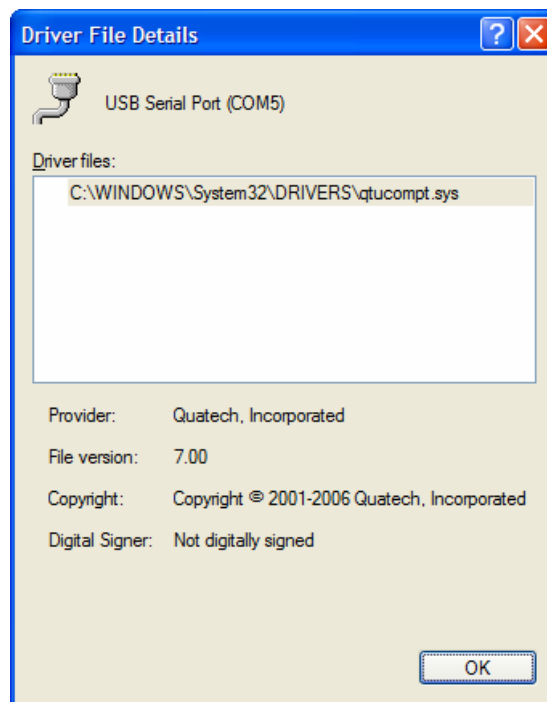 Driver File Details
USB Serial Port (COM5)
Driver files:
C:\WINDOWS\System32\DRIVERS\qtucompt.sys
Provider: Quatech, Incorporated
File version: 7.00
Copyright: Copyright © 2001-2006 Quatech, Incorporated
Digital Signer: Not digitally signed
OK